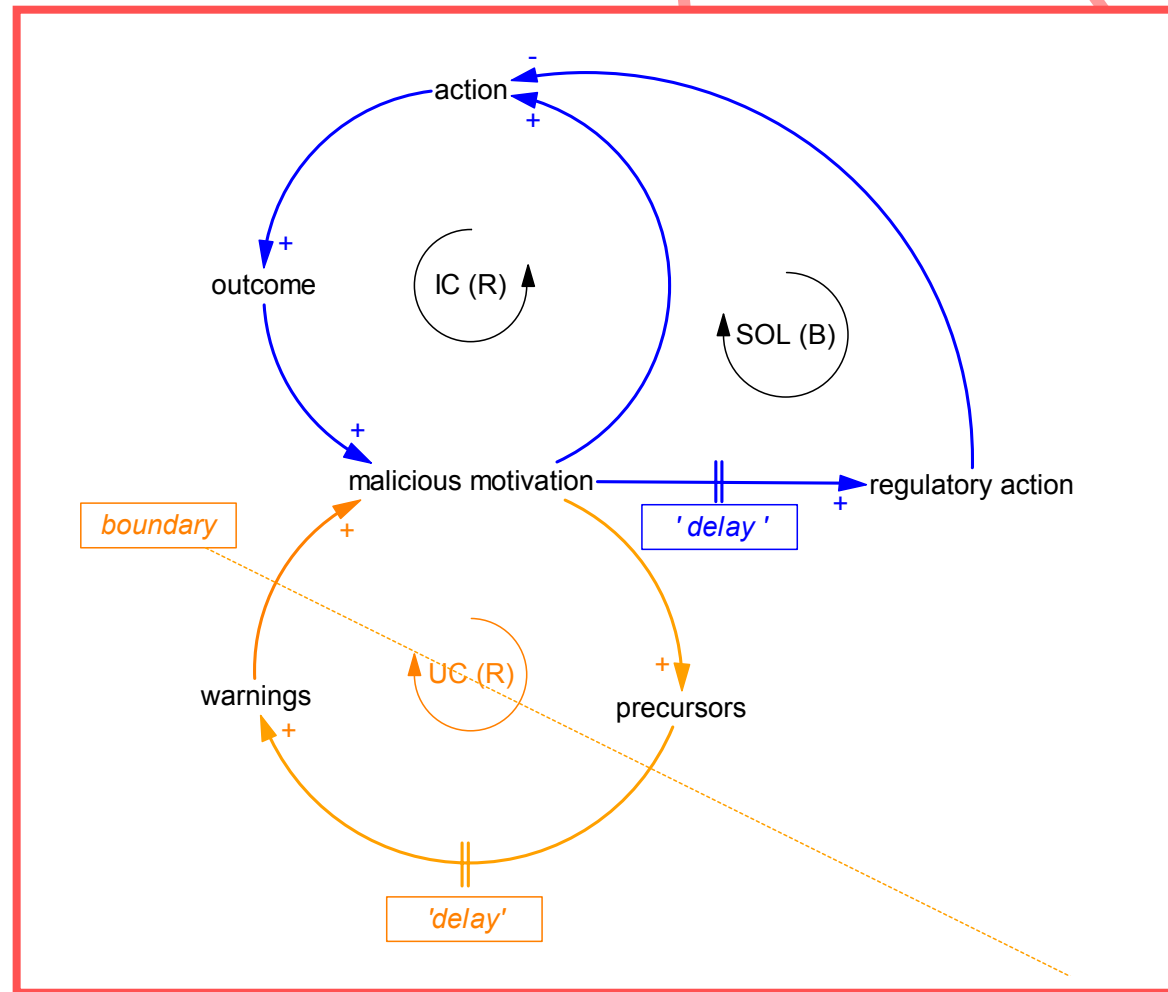 -
action
+
+
outcome
IC (R)
SOL (B)
+
malicious motivation
regulatory action
+
boundary
+
' delay '
UC (R)
+
warnings
precursors
+
'delay'